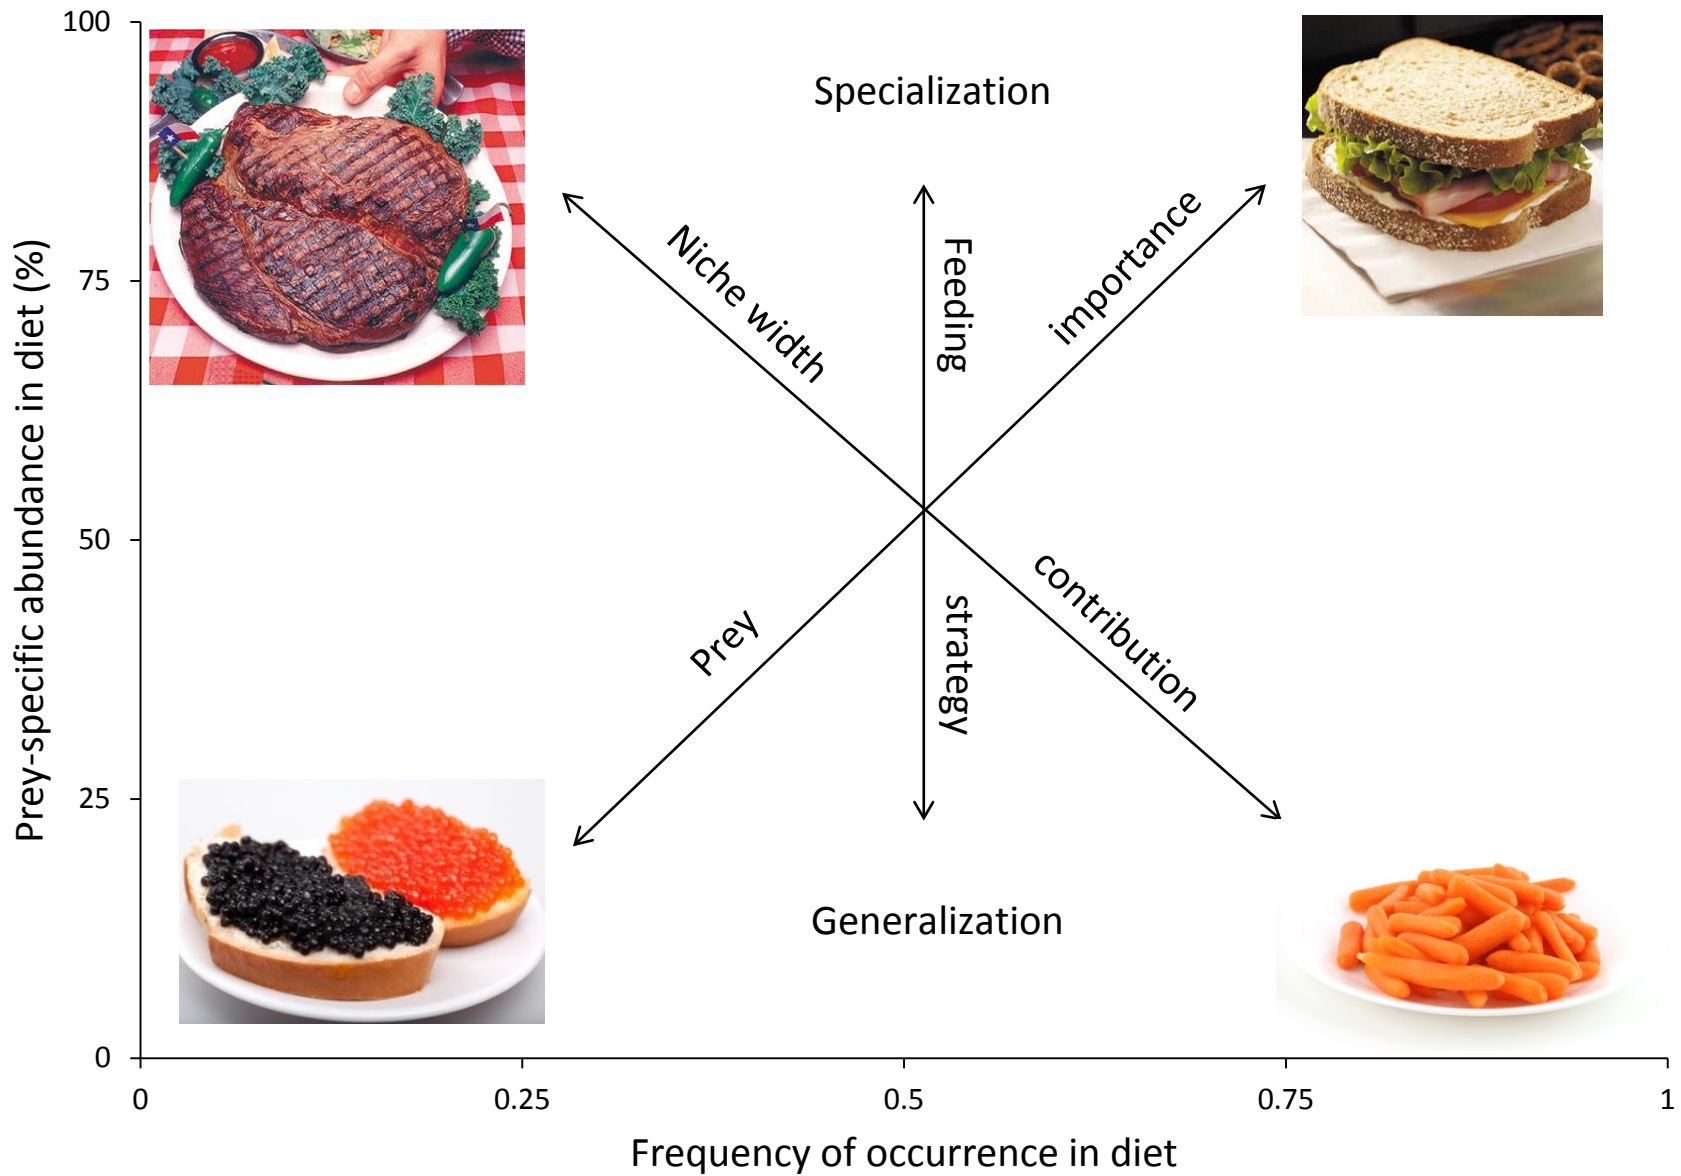 100
75
50
25
0
0
0.25
0.5
0.75
1
Prey-specific abundance in diet (%)
Frequency of occurrence in diet
Specialization
Niche width
Feeding
importance
Prey
strategy
contribution
Generalization